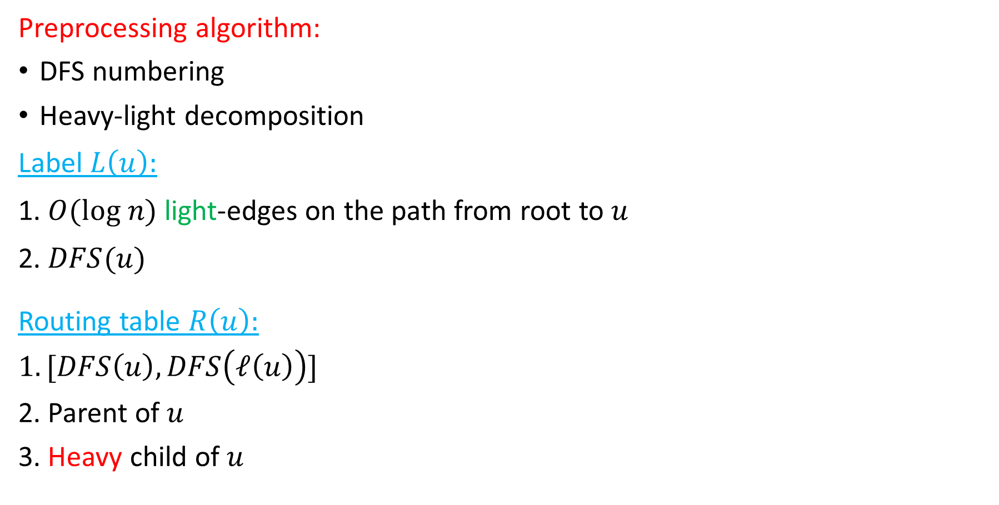 Preprocessing algorithm:
• DFS numbering
• Heavy-light decomposition
Label L(u):
1. O(log n) light-edges on the path from root to u
2. DFS(u)
Routing table R(u):
1. [DFS(u), DFS(ℓ(u))]
2. Parent of u
3. Heavy child of u